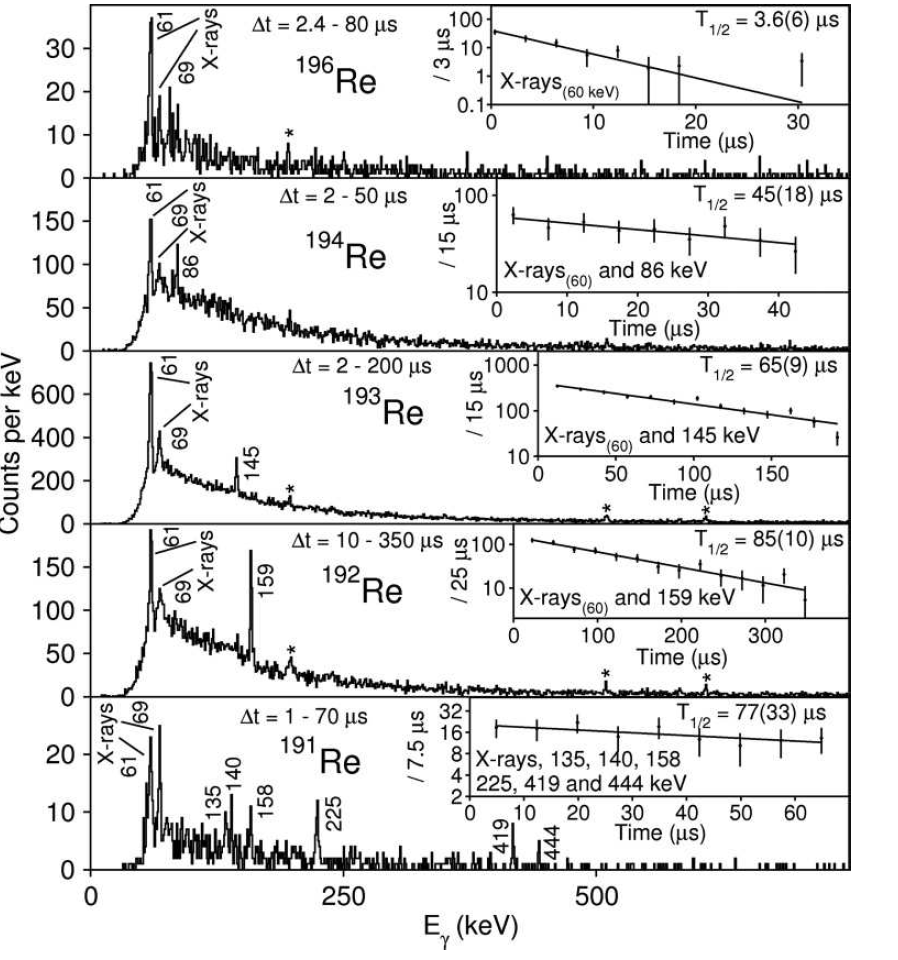 Counts per keV
61
69
X-rays
Δt = 2.4 - 80 μs
196Re
*
30
20
10
0
T1/2 = 3.6(6) μs
/ 3 μs
100
10
1
0.1
X-rays(60 keV)
0 10 20 30
Time (μs)
61
69
X-rays
86
Δt = 2 - 50 μs
194Re
150
100
50
0
T1/2 = 45(18) μs
/ 15 μs
100
10
X-rays(60) and 86 keV
0 10 20 30 40
Time (μs)
61
69
X-rays
145
*
Δt = 2 - 200 μs
193Re
* *
600
400
200
0
T1/2 = 65(9) μs
/ 15 μs
1000
100
10
X-rays(60) and 145 keV
0 50 100 150
Time (μs)
61
69
X-rays
159
*
Δt = 10 - 350 μs
192Re
* *
150
100
50
0
T1/2 = 85(10) μs
/ 25 μs
100
10
X-rays(60) and 159 keV
0 100 200 300
Time (μs)
X-rays
61
69
135
140
158
225
419
444
Δt = 1 - 70 μs
191Re
20
10
0
T1/2 = 77(33) μs
/ 7.5 μs
32
16
8
4
2
X-rays, 135, 140, 158
225, 419 and 444 keV
0 10 20 30 40 50 60
Time (μs)
0 250 500
Eγ (keV)